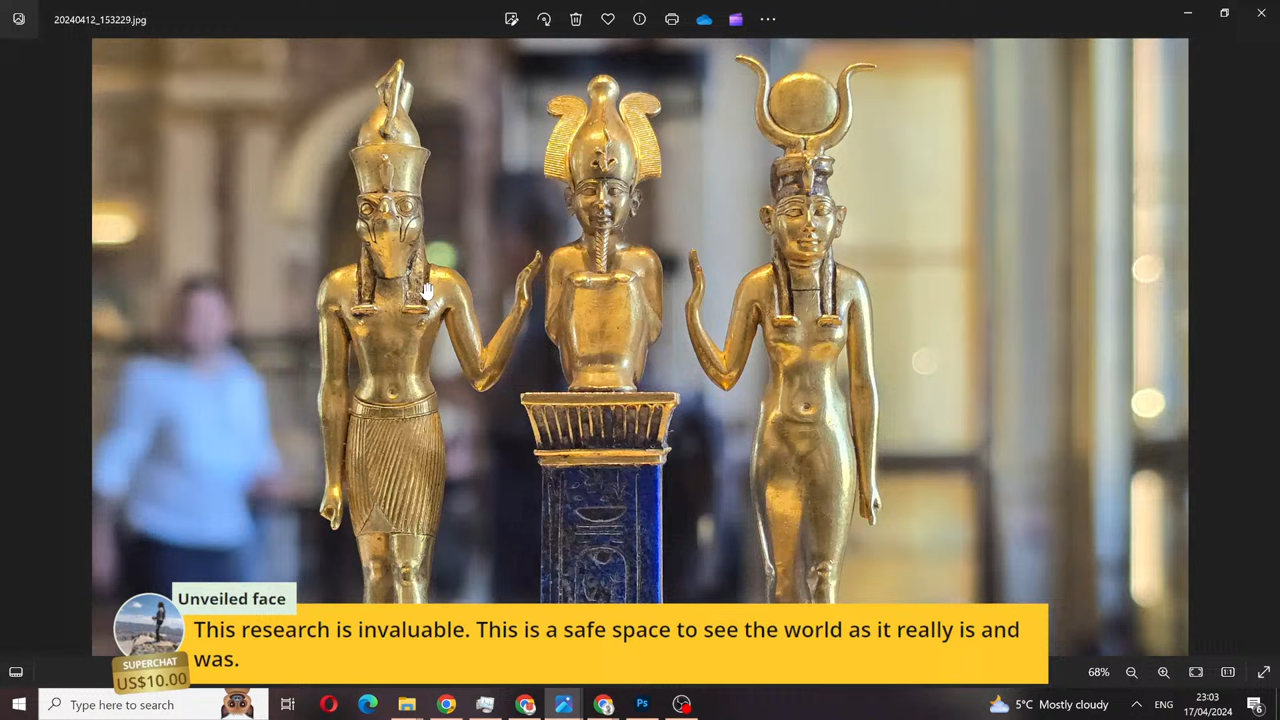 20240412_153229.jpg
Unveiled face
This research is invaluable. This is a safe space to see the world as it really is and
was.
SUPERCHAT
US$10.00
68%
Type here to search
Ps
5°C Mostly cloudy
ENG
23:03
17/04/2024
6